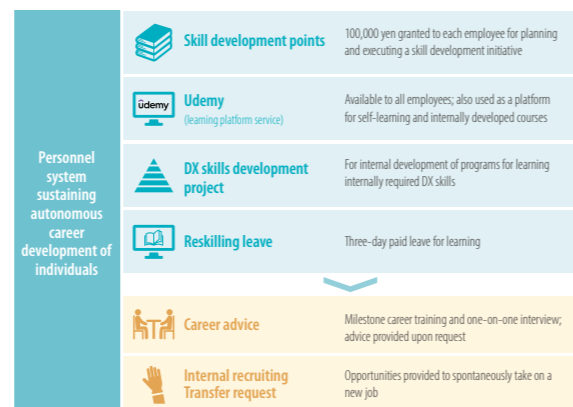 Personnel
system
sustaining
autonomous
career
development of
individuals
Skill development points
100,000 yen granted to each employee for planning
and executing a skill development initiative
ûdemy
Udemy
(learning platform service)
Available to all employees; also used as a platform
for self-learning and internally developed courses
DX skills development
project
For internal development of programs for learning
internally required DX skills
Reskilling leave
Three-day paid leave for learning
Career advice
Milestone career training and one-on-one interview;
advice provided upon request
Internal recruiting
Transfer request
Opportunities provided to spontaneously take on a
new job